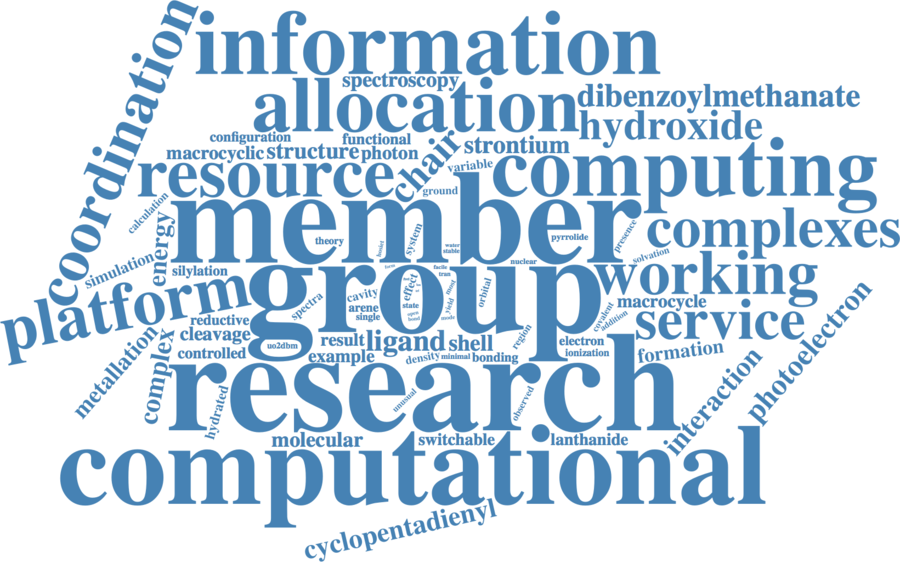 information
coordination
spectroscopy
allocation
dibenzoylmethanate
hydroxide
configuration
functional
strontium
macrocyclic
structure
photon
chair
variable
computing
resource
ground
calculation
member
complexes
energy
theory
system
water
stable
pyrrolide
presence
solvation
simulation
silylation
nuclear
facile
group
working
platform
spectra
cavity
effect
orbital
arene
state
single
open
bond
yield
most
mode
covalent
addition
macrocycle
service
photoelectron
reductive
cleavage
controlled
uo2dbm
result
ligand
shell
region
electron
ionization
formation
example
density
minimal
bonding
metallation
complex
research
interaction
hydrated
unusual
observed
molecular
switchable
lanthanide
computational
cyclopentadienyl